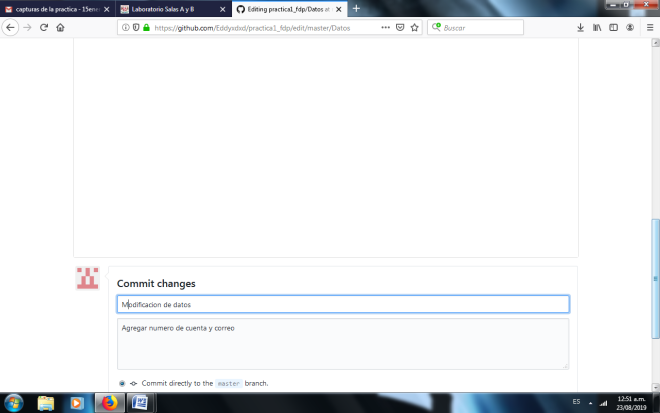 capturas de la practica - 15ene
Laboratorio Salas A y B
Editing practica1_fdp/Datos at
https://github.com/Eddyxdxd/practica1_fdp/edit/master/Datos
Buscar
Commit changes
Modificacion de datos
Agregar numero de cuenta y correo
Commit directly to the master branch.
ES
12:51 a.m.
23/08/2019